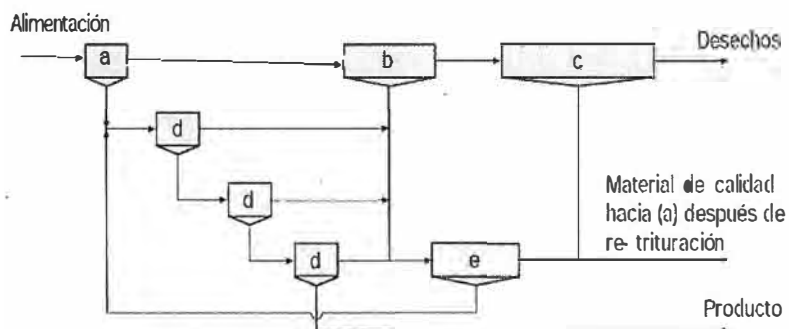 Alimentación
Desechos
a
b
c
d
d
Material de calidad
hacia (a) después de
re- trituración
d
e
Producto